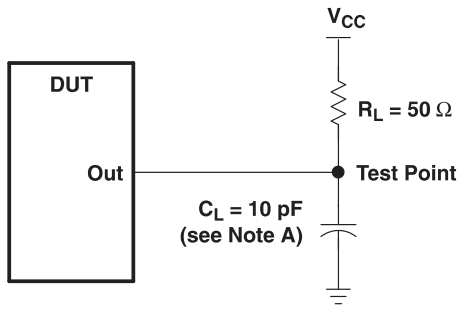 VCC
DUT
RL = 50 Ω
Out
Test Point
CL = 10 pF
(see Note A)